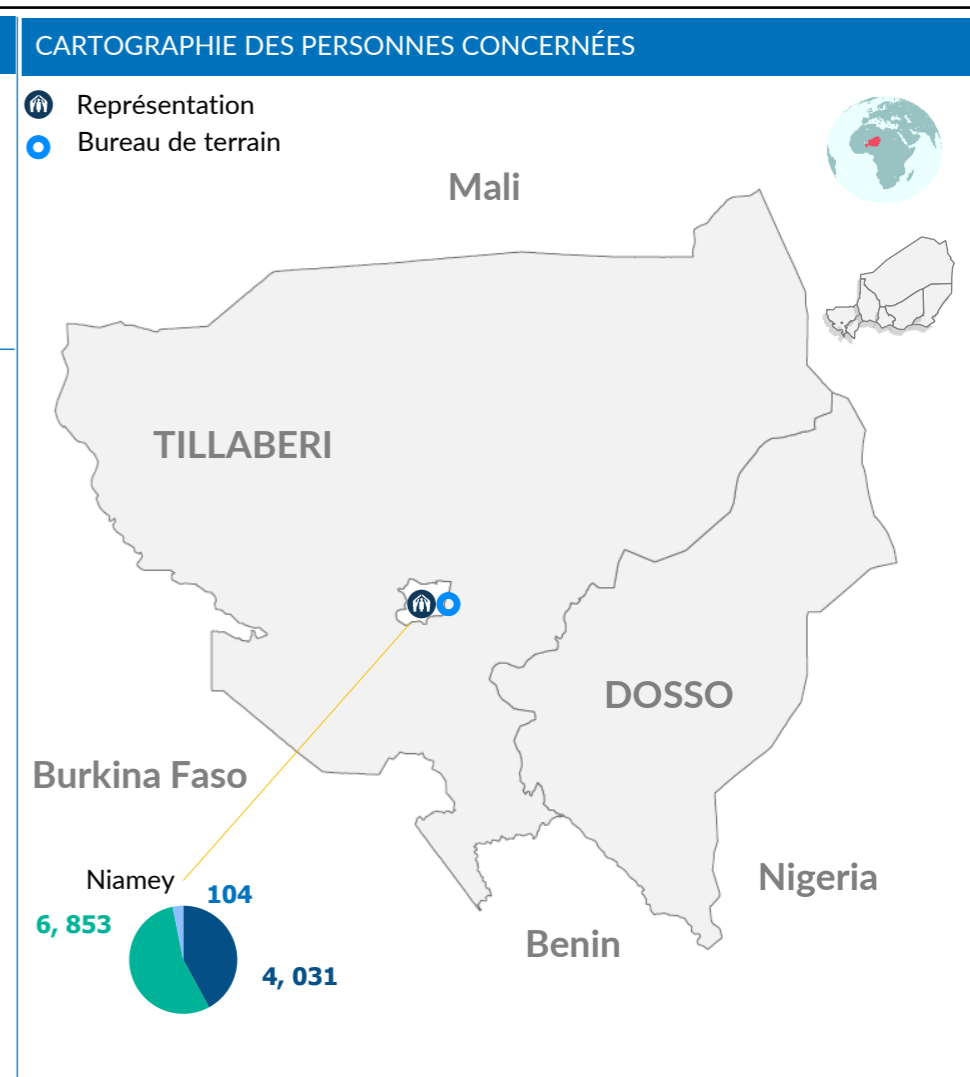 CARTOGRAPHIE DES PERSONNES CONCERNÉES
Représentation
Bureau de terrain
Mali
TILLABERI
DOSSO
Burkina Faso
Niamey
104
6, 853
4, 031
Nigeria
Benin